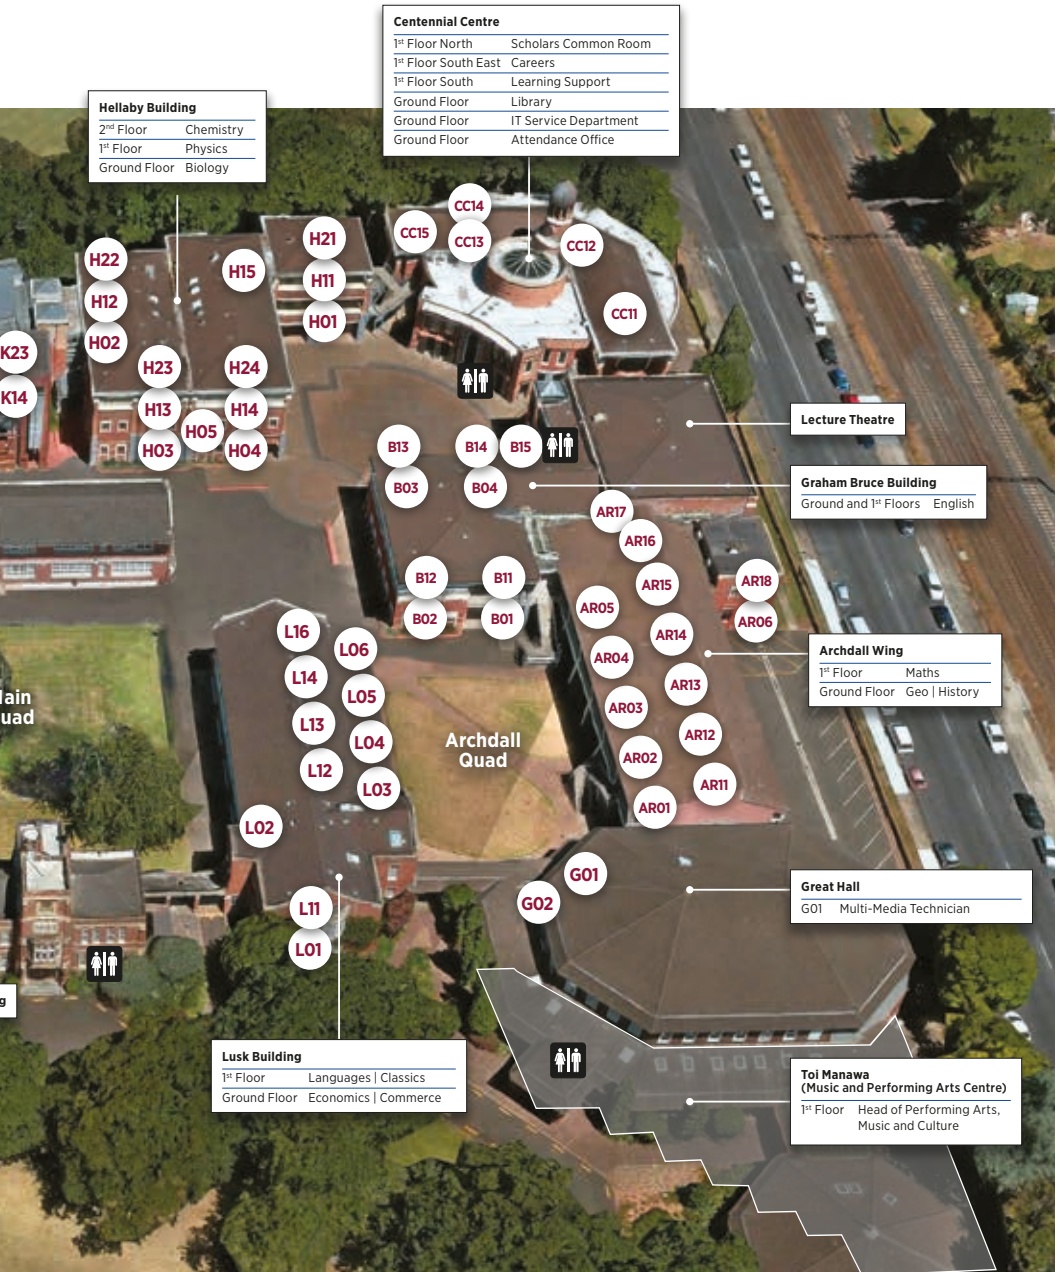 Centennial Centre
1st Floor North Scholars Common Room
1st Floor South East Careers
1st Floor South Learning Support
Ground Floor Library
Ground Floor IT Service Department
Ground Floor Attendance Office
Hellaby Building
2nd Floor Chemistry
1st Floor Physics
Ground Floor Biology
CC14
CC15
CC13
CC12
CC11
H21
H11
H01
H22
H12
H02
H15
K23
K14
H23
H24
H13
H14
H05
H03
H04
Lecture Theatre
B13
B14
B15
B03
B04
Graham Bruce Building
Ground and 1st Floors English
AR17
AR16
B12
B11
B02
B01
AR15
AR18
AR05
AR06
AR14
AR04
AR13
AR03
AR12
AR02
AR11
AR01
Archdall Wing
1st Floor Maths
Ground Floor Geo | History
L16
L06
L14
L05
L13
L04
L12
L03
L02
L11
L01
ain
uad
Archdall
Quad
G01
G02
Great Hall
G01 Multi-Media Technician
g
Lusk Building
1st Floor Languages | Classics
Ground Floor Economics | Commerce
Toi Manawa
(Music and Performing Arts Centre)
1st Floor Head of Performing Arts,
Music and Culture